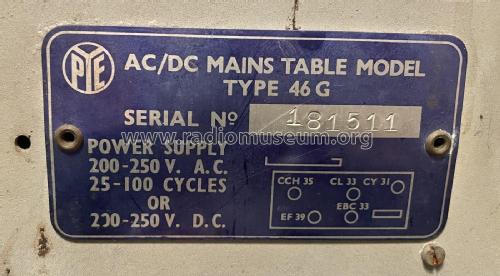 PYE
AC/DC MAINS TABLE MODEL
TYPE 46 G
SERIAL Nº 181511
www.radiomuseum.org
POWER SUPPLY
200-250 V. A.C.
25-100 CYCLES
OR
200-250 V. D.C.
CCH 35 CL 33 CY 31
EF 39 EBC 33